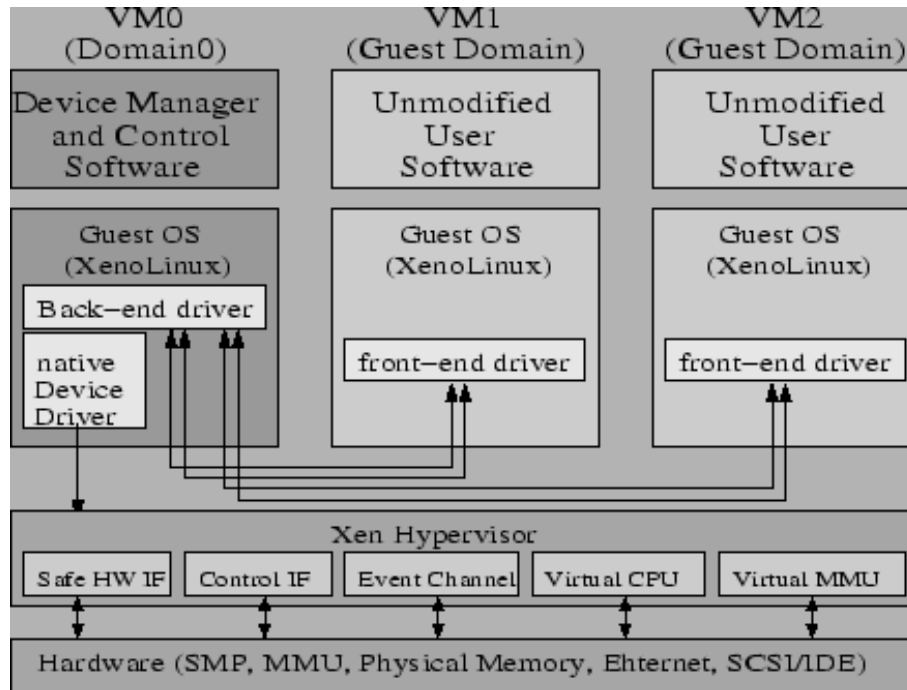 VM0
(Domain0)
VM1
(Guest Domain)
VM2
(Guest Domain)
Device Manager
and Control
Software
Unmodified
User
Software
Unmodified
User
Software
Guest OS
(XenoLinux)
Back-end driver
native
Device
Driver
Guest OS
(XenoLinux)
front-end driver
Guest OS
(XenoLinux)
front-end driver
Xen Hypervisor
Safe HW IF
Control IF
Event Channel
Virtual CPU
Virtual MMU
Hardware (SMP, MMU, Physical Memory, Ehternet, SCSI/IDE)